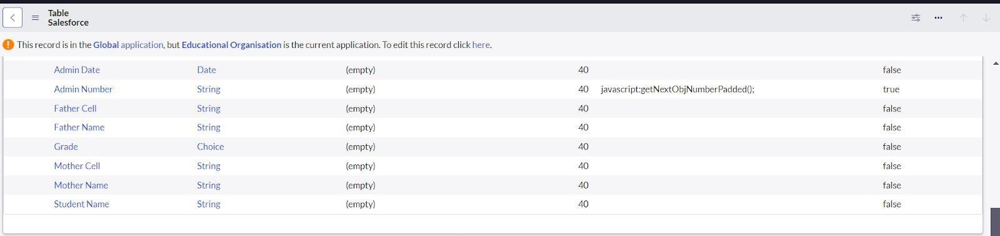 Table
Salesforce
This record is in the Global application, but Educational Organisation is the current application. To edit this record click here.
Admin Date Date (empty) 40 false
Admin Number String (empty) 40 javascript:getNextObjNumberPadded(); true
Father Cell String (empty) 40 false
Father Name String (empty) 40 false
Grade Choice (empty) 40 false
Mother Cell String (empty) 40 false
Mother Name String (empty) 40 false
Student Name String (empty) 40 false